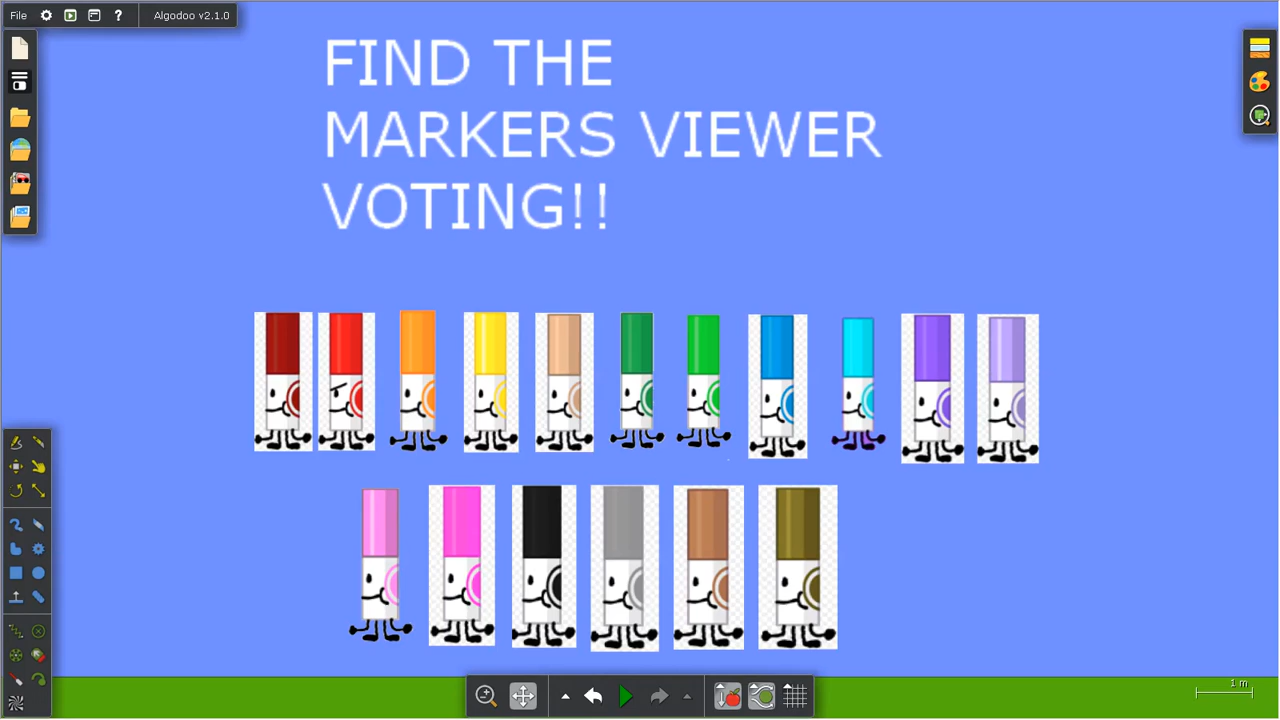 File ? Algodoo v2.1.0
FIND THE
MARKERS VIEWER
VOTING!!
1 m